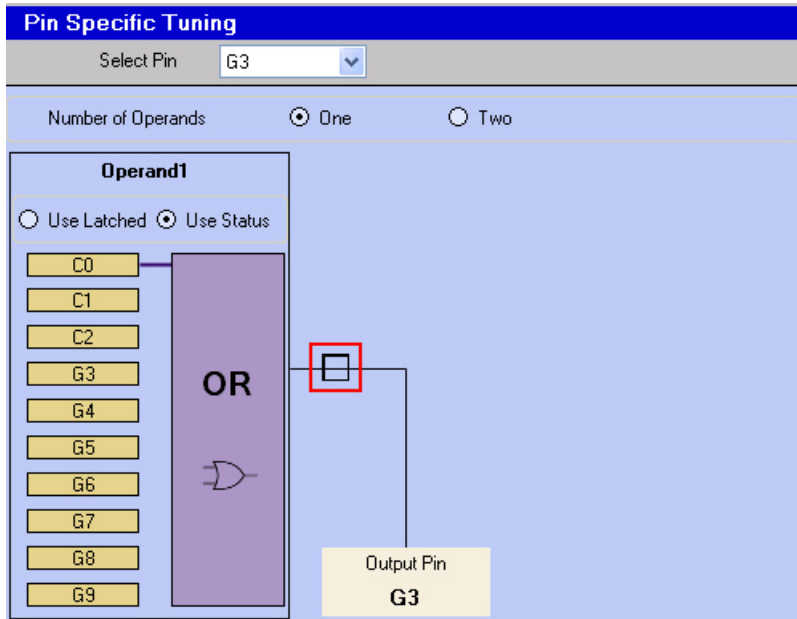 Pin Specific Tuning
Select Pin G3
Number of Operands One Two
Operand1
Use Latched Use Status
C0
C1
C2
G3
G4
G5
G6
G7
G8
G9
OR
Output Pin
G3